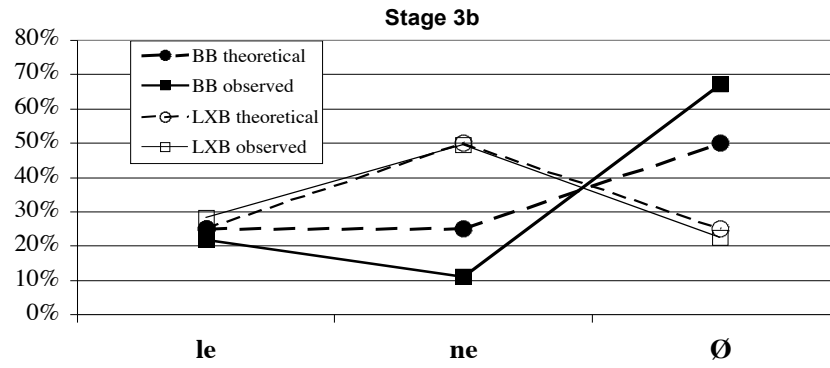 Stage 3b
80%
70%
60%
50%
40%
30%
20%
10%
0%
BB theoretical
BB observed
LXB theoretical
LXB observed
le ne Ø